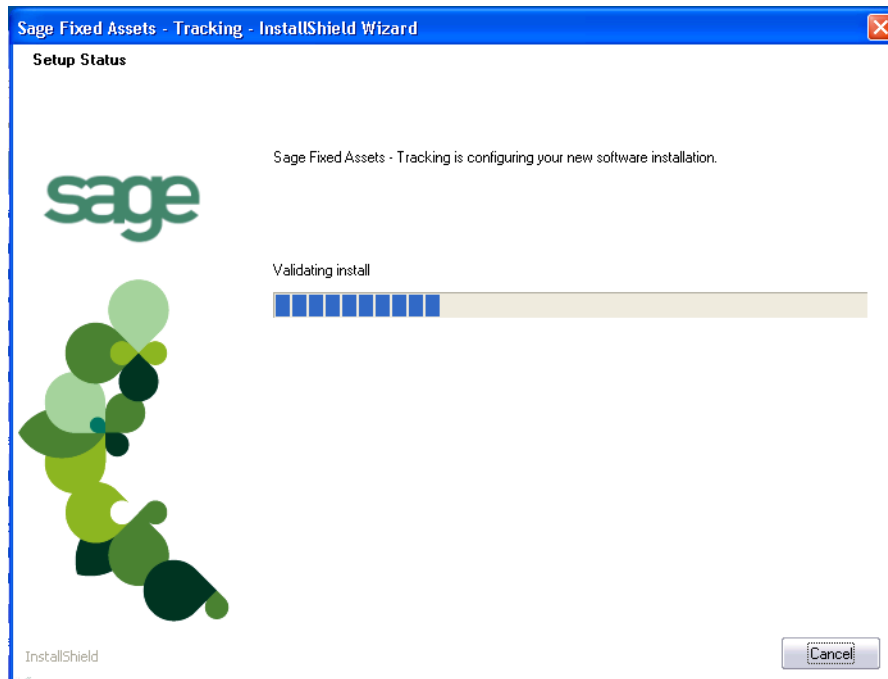 Sage Fixed Assets - Tracking - InstallShield Wizard
Setup Status
Sage Fixed Assets - Tracking is configuring your new software installation.
sage
Validating install
InstallShield
Cancel